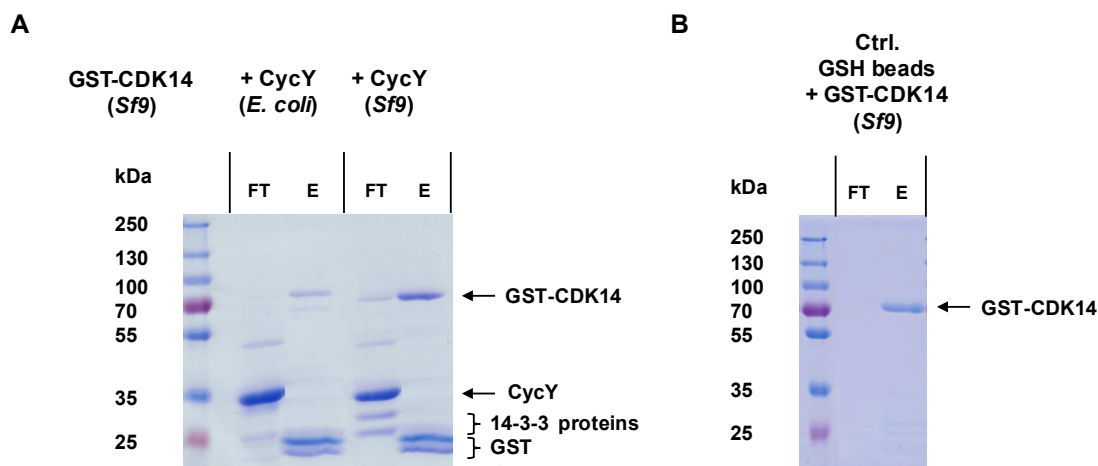 A
GST-CDK14
(Sf9)
+ CycY
(E. coli)
+ CycY
(Sf9)
kDa
FT
E
FT
E
250
130
100
70
55
35
25
GST-CDK14
CycY
14-3-3 proteins
GST
B
Ctrl.
GSH beads
+ GST-CDK14
(Sf9)
kDa
FT
E
250
130
100
70
55
35
25
GST-CDK14